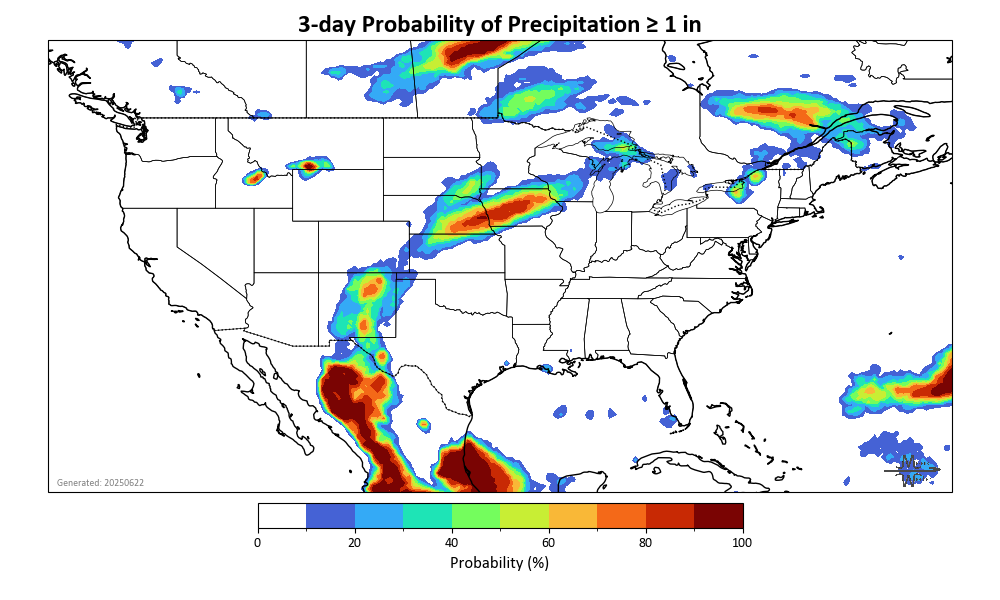 3-day Probability of Precipitation ≥ 1 in
Generated: 20250622
0 20 40 60 80 100
Probability (%)